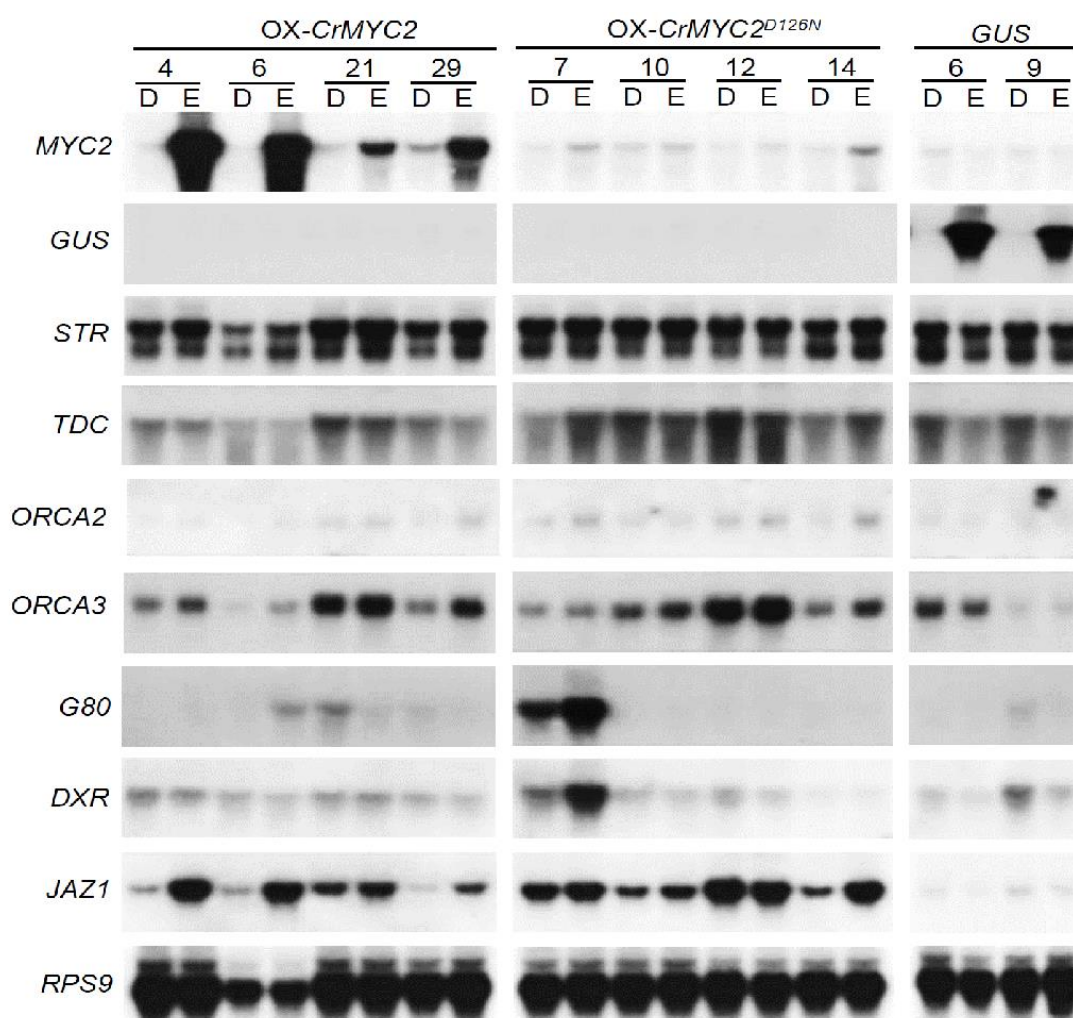 OX-CrMYC2 OX-CrMYC2D126N GUS
4 6 21 29 7 10 12 14 6 9
D E D E D E D E D E D E D E D E D E D E
MYC2
GUS
STR
TDC
ORCA2
ORCA3
G80
DXR
JAZ1
RPS9